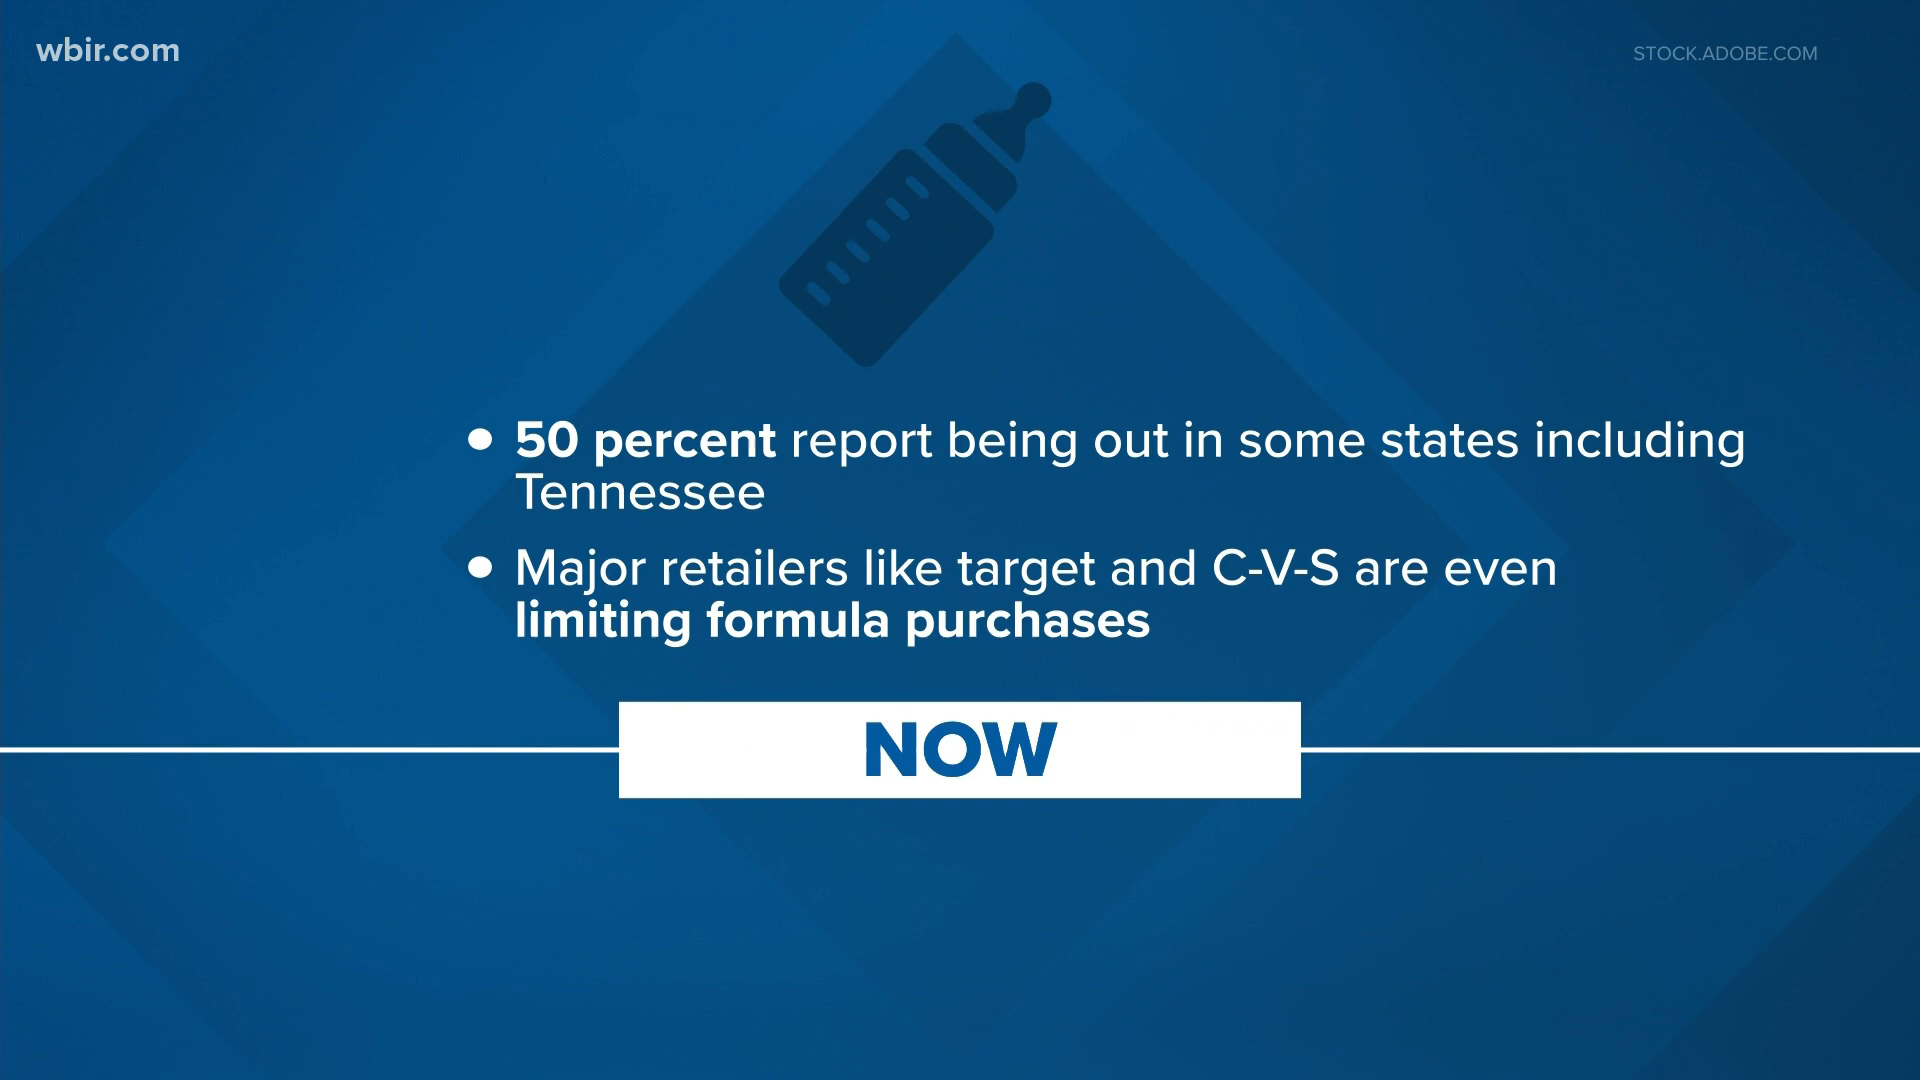 wbir.com
STOCK.ADOBE.COM
● 50 percent report being out in some states including
Tennessee
● Major retailers like target and C-V-S are even
limiting formula purchases
NOW